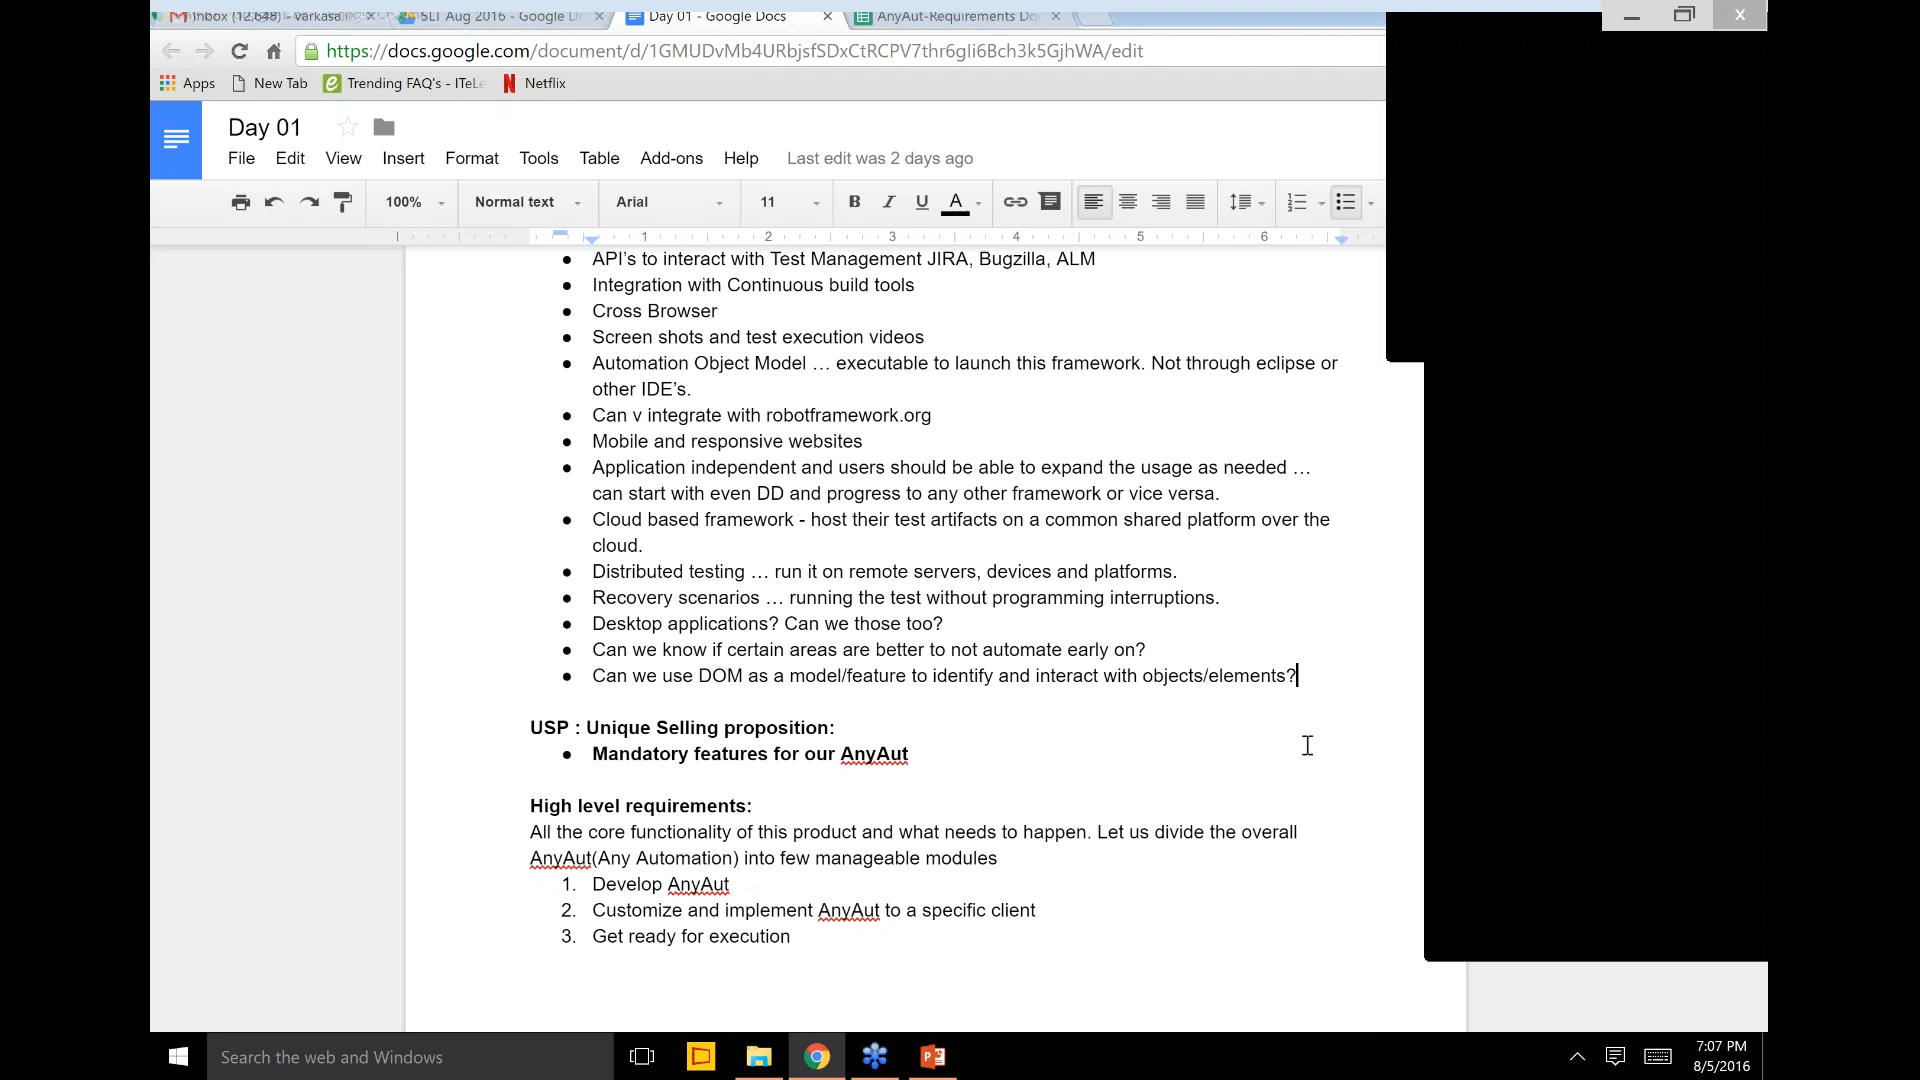 Inbox (12,648) - varkasa.in
SLT Aug 2016 - Google Dr
Day 01 - Google Docs
AnyAut-Requirements Do
https://docs.google.com/document/d/1GMUDvMb4URbjsfSDxCtRCPV7thr6gIi6Bch3k5GjhWA/edit
Apps New Tab Trending FAQ's - ITeLe Netflix
Day 01
File Edit View Insert Format Tools Table Add-ons Help Last edit was 2 days ago
100% Normal text Arial 11 B I U A
1 2 3 4 5 6
● API’s to interact with Test Management JIRA, Bugzilla, ALM
● Integration with Continuous build tools
● Cross Browser
● Screen shots and test execution videos
● Automation Object Model … executable to launch this framework. Not through eclipse or
other IDE’s.
● Can v integrate with robotframework.org
● Mobile and responsive websites
● Application independent and users should be able to expand the usage as needed …
can start with even DD and progress to any other framework or vice versa.
● Cloud based framework - host their test artifacts on a common shared platform over the
cloud.
● Distributed testing … run it on remote servers, devices and platforms.
● Recovery scenarios … running the test without programming interruptions.
● Desktop applications? Can we those too?
● Can we know if certain areas are better to not automate early on?
● Can we use DOM as a model/feature to identify and interact with objects/elements?
USP : Unique Selling proposition:
● Mandatory features for our AnyAut
High level requirements:
All the core functionality of this product and what needs to happen. Let us divide the overall
AnyAut(Any Automation) into few manageable modules
1. Develop AnyAut
2. Customize and implement AnyAut to a specific client
3. Get ready for execution
Search the web and Windows
7:07 PM
8/5/2016